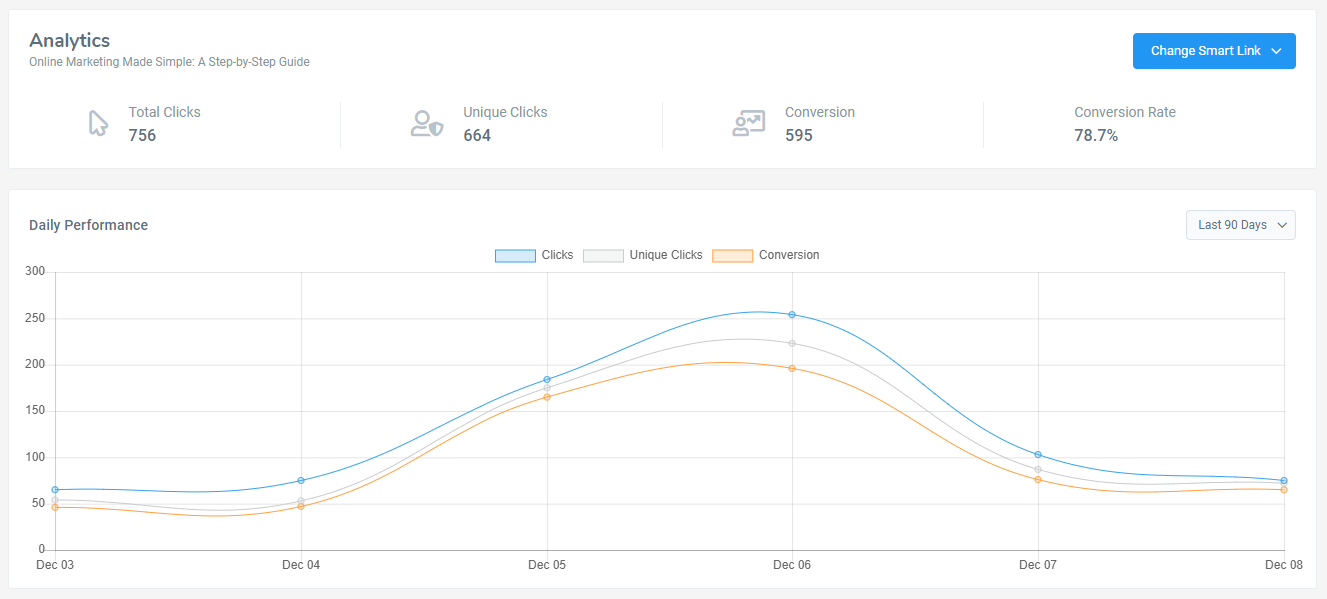 Analytics
Online Marketing Made Simple: A Step-by-Step Guide
Change Smart Link
Total Clicks
756
Unique Clicks
664
Conversion
595
Conversion Rate
78.7%
Daily Performance
Last 90 Days
Clicks Unique Clicks Conversion
300
250
200
150
100
50
0
Dec 03 Dec 04 Dec 05 Dec 06 Dec 07 Dec 08